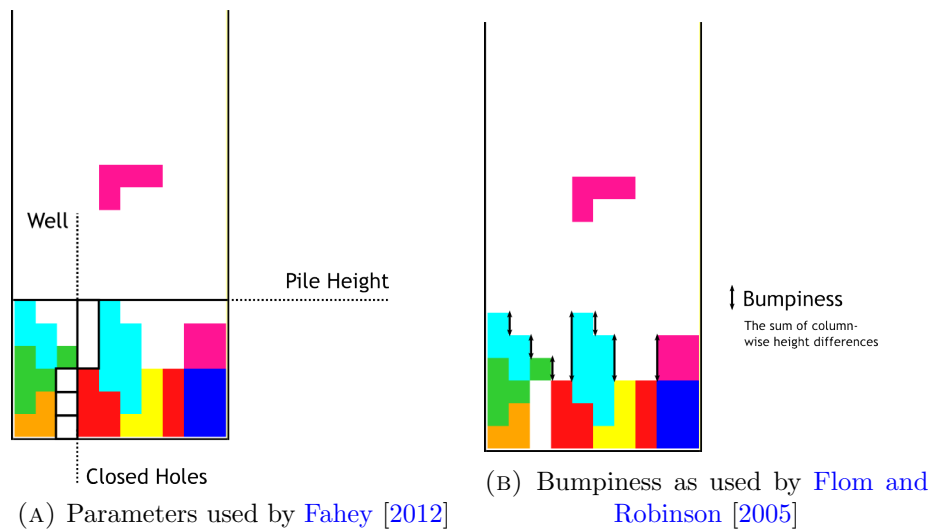 Well
Pile Height
Closed Holes
(A) Parameters used by Fahey [2012]
Bumpiness
The sum of column-
wise height differences
(B) Bumpiness as used by Flom and
Robinson [2005]